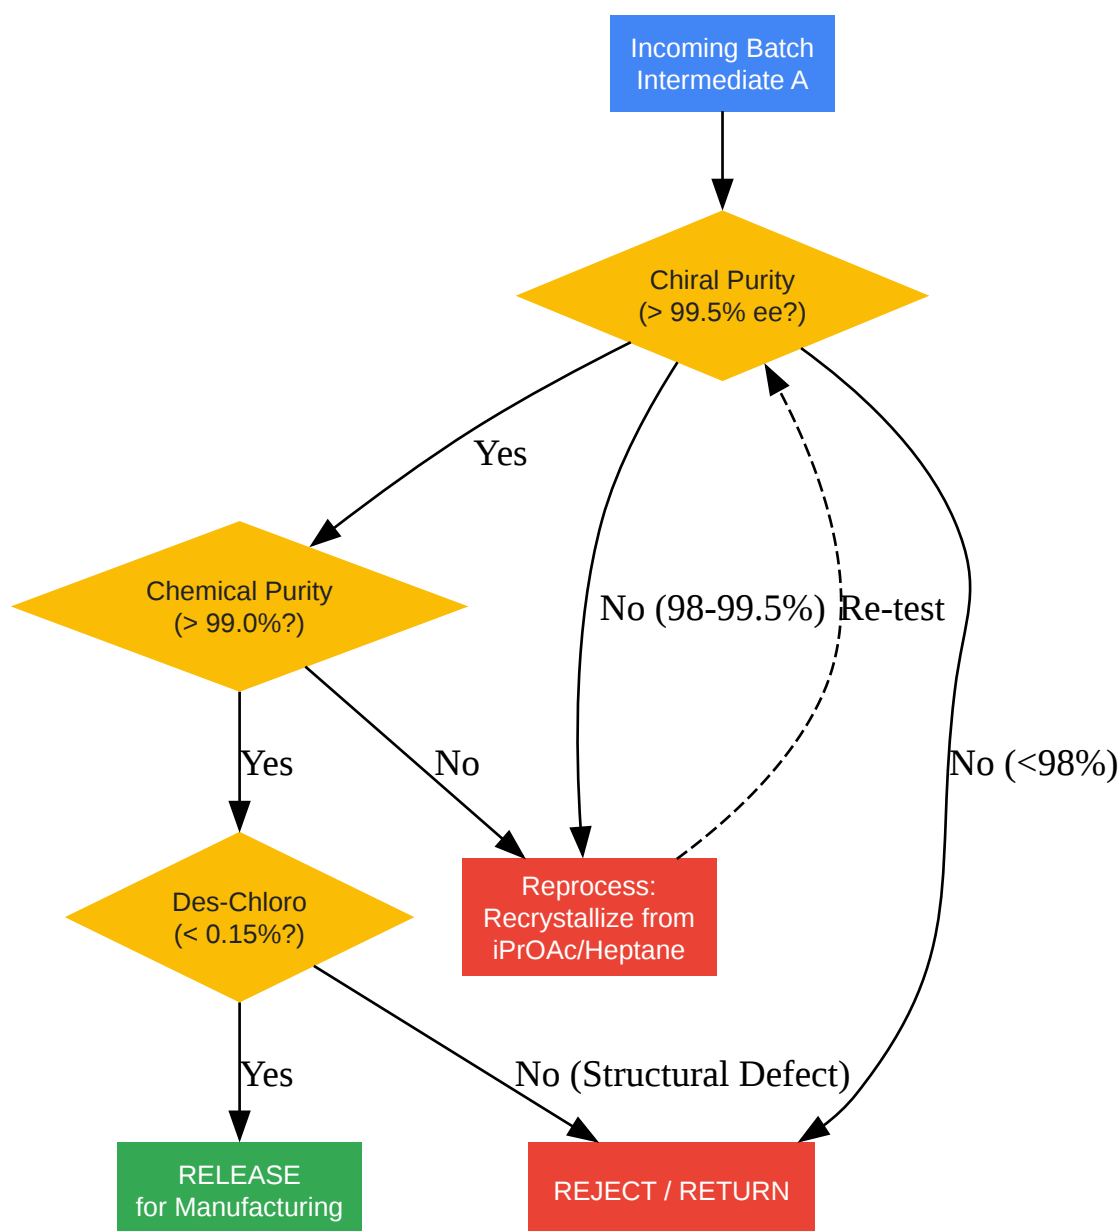 Incoming Batch
Intermediate A
Chiral Purity
(> 99.5% ee?)
Yes
Chemical Purity
(> 99.0%?)
No (98-99.5%)
Re-test
Yes
No
No (<98%)
Des-Chloro
(< 0.15%?)
Reprocess:
Recrystallize from
iPrOAc/Heptane
Yes
No (Structural Defect)
RELEASE
for Manufacturing
REJECT / RETURN